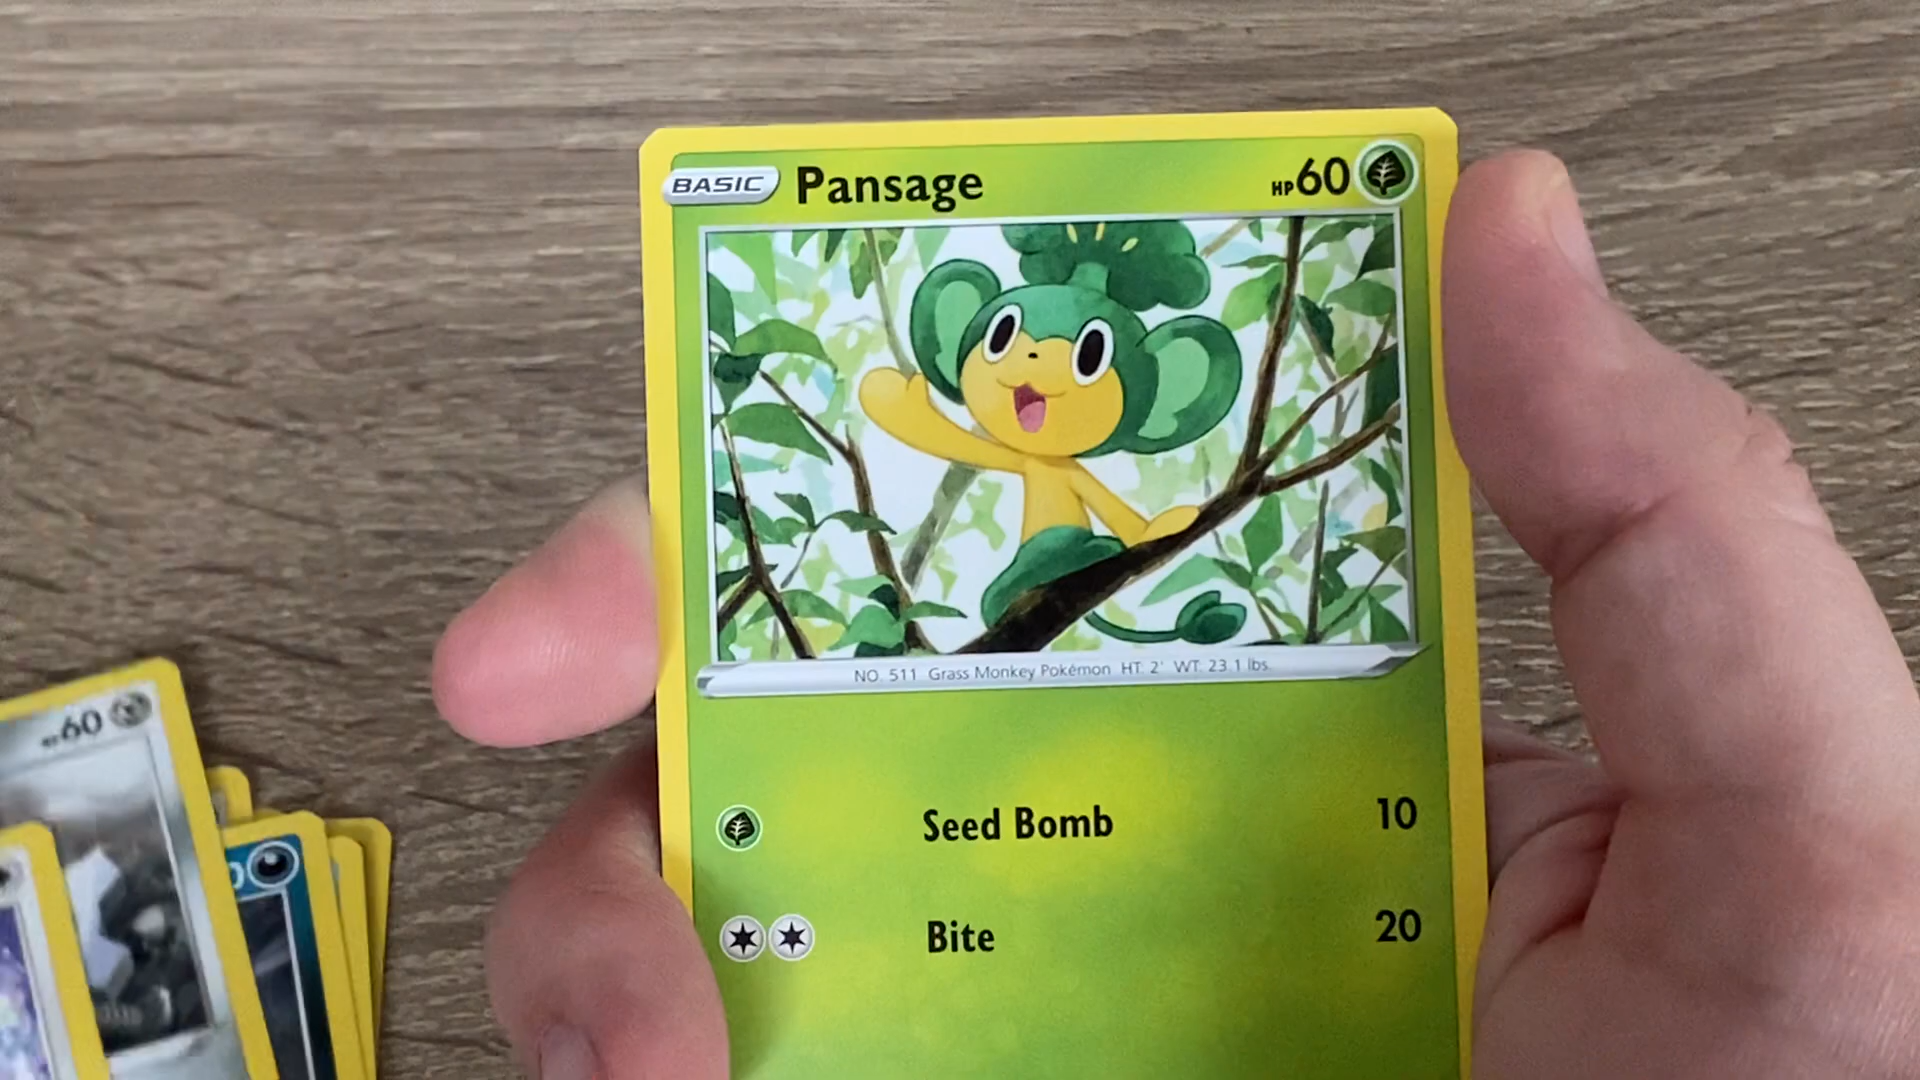 BASIC Pansage HP60
NO. 511 Grass Monkey Pokémon HT: 2' WT: 23.1 lbs.
Seed Bomb 10
Bite 20
60